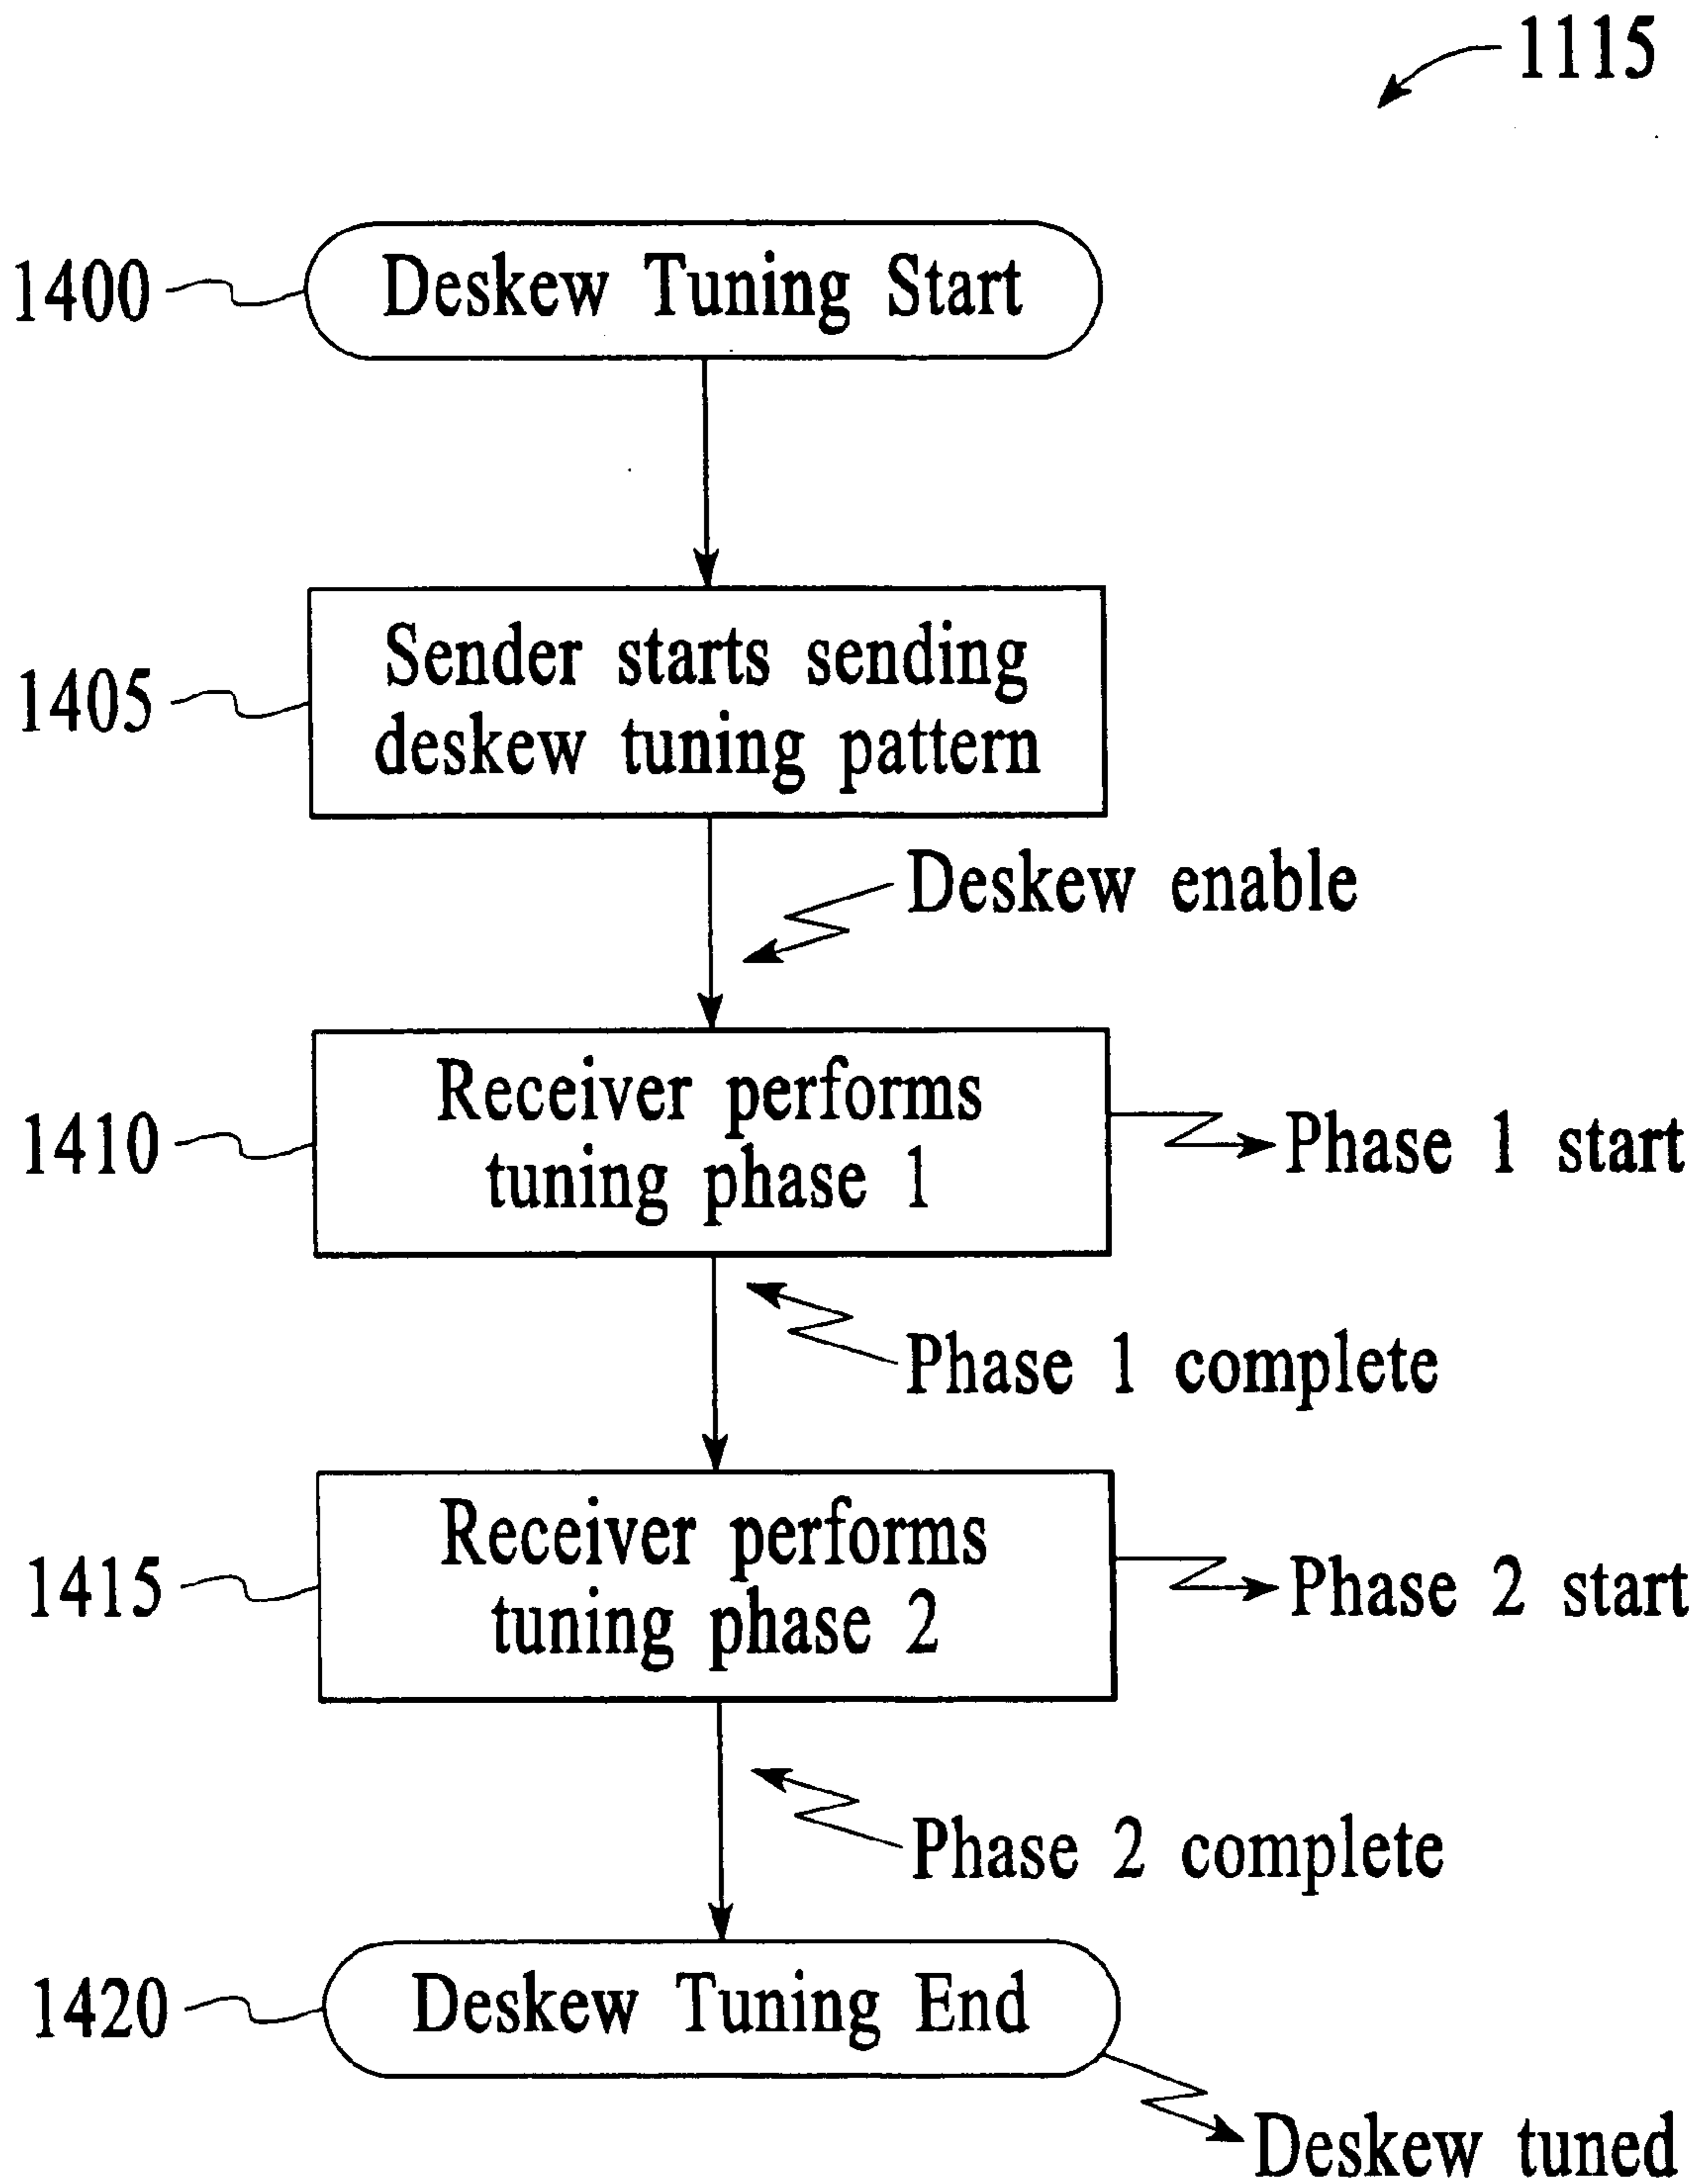 1115
1400
Deskew Tuning Start
1405
Sender starts sending
deskew tuning pattern
Deskew enable
1410
Receiver performs
tuning phase 1
Phase 1 start
Phase 1 complete
1415
Receiver performs
tuning phase 2
Phase 2 start
Phase 2 complete
1420
Deskew Tuning End
Deskew tuned